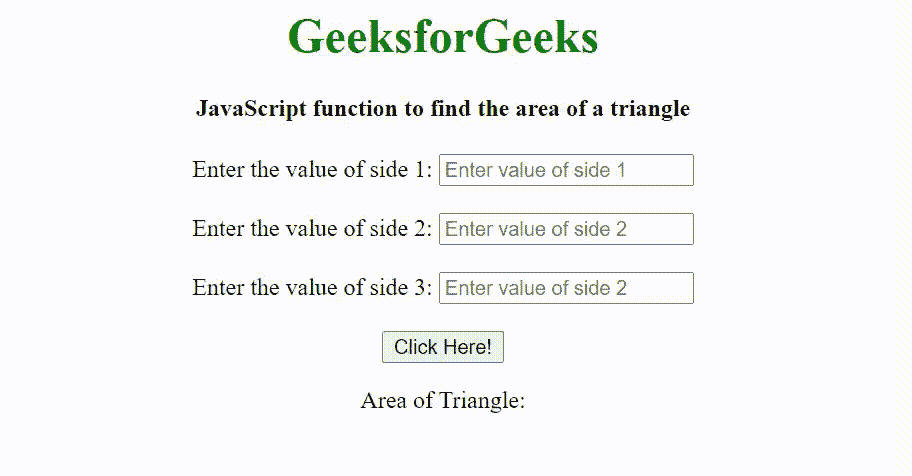 GeeksforGeeks
JavaScript function to find the area of a triangle
Enter the value of side 1: Enter value of side 1
Enter the value of side 2: Enter value of side 2
Enter the value of side 3: Enter value of side 2
Click Here!
Area of Triangle: